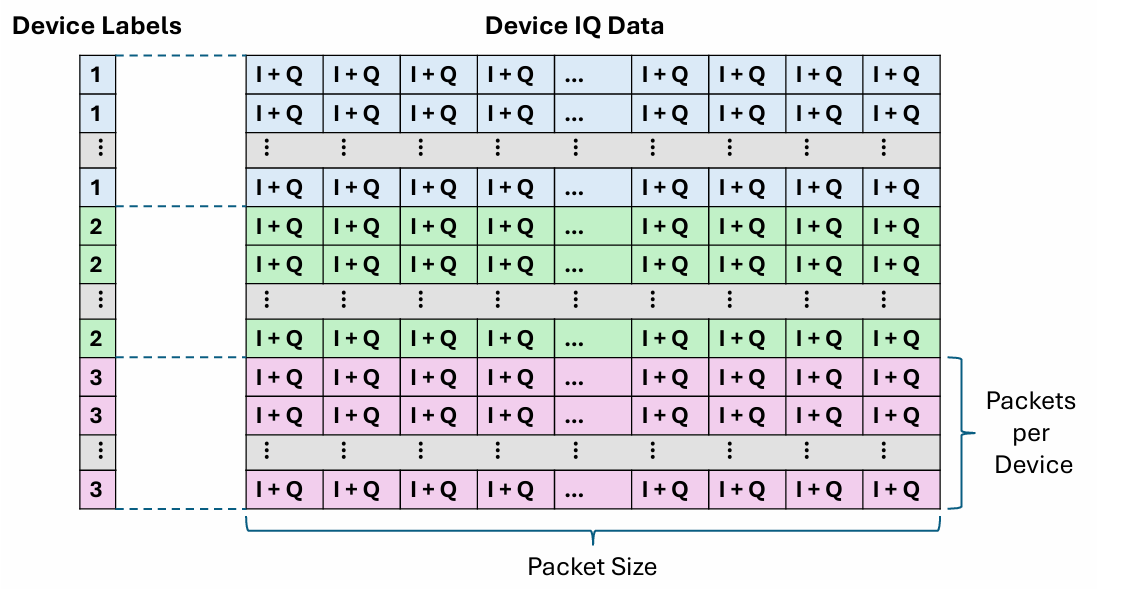 Device Labels Device IQ Data
1 I + Q I + Q I + Q I + Q ... I + Q I + Q I + Q I + Q
1 I + Q I + Q I + Q I + Q ... I + Q I + Q I + Q I + Q
⋮ ⋮ ⋮ ⋮ ⋮ ⋮ ⋮ ⋮ ⋮ ⋮
1 I + Q I + Q I + Q I + Q ... I + Q I + Q I + Q I + Q
2 I + Q I + Q I + Q I + Q ... I + Q I + Q I + Q I + Q
2 I + Q I + Q I + Q I + Q ... I + Q I + Q I + Q I + Q
⋮ ⋮ ⋮ ⋮ ⋮ ⋮ ⋮ ⋮ ⋮ ⋮
2 I + Q I + Q I + Q I + Q ... I + Q I + Q I + Q I + Q
3 I + Q I + Q I + Q I + Q ... I + Q I + Q I + Q I + Q
3 I + Q I + Q I + Q I + Q ... I + Q I + Q I + Q I + Q
⋮ ⋮ ⋮ ⋮ ⋮ ⋮ ⋮ ⋮ ⋮ ⋮
3 I + Q I + Q I + Q I + Q ... I + Q I + Q I + Q I + Q
Packets
per
Device
Packet Size